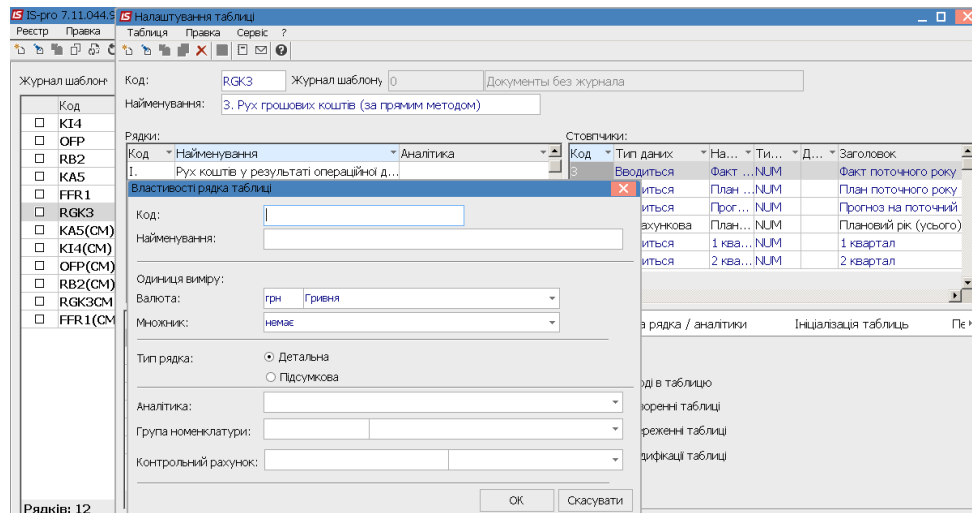 IS-pro 7.11.044.9
Налаштування таблиці
Реєстр Правка
Таблиця Правка Сервіс ?
Журнал шаблон
Код: RGK3 Журнал шаблону 0 Документы без журнала
Найменування: 3. Рух грошових коштів (за прямим методом)
Код
KI4
OFP
RB2
KA5
FFR1
RGK3
KA5(CM)
KI4(CM)
OFP(CM)
RB2(CM)
RGK3CM
FFR1(CM
Рядків: 12
Рядки:
Код Найменування Аналітика
I. Рух коштів у результаті операційної д...
Стовпчики:
Код Тип даних На... Ти... Д... Заголовок
3 Вводиться Факт ... NUM Факт поточного року
иться План ... NUM План поточного року
иться Прог... NUM Прогноз на поточний
ахункова План... NUM Плановий рік (усього)
иться 1 ква... NUM 1 квартал
иться 2 ква... NUM 2 квартал
Властивості рядка таблиці
Код:
Найменування:
Одиниця виміру:
Валюта: грн Гривня
Множник: немає
Тип рядка: Детальна
Підсумкова
Аналітика:
Група номенклатури:
Контрольний рахунок:
OK Скасувати
а рядка / аналітики Ініціалізація таблиць Пе
оді в таблицю
воренні таблиці
ереженні таблиці
дифікації таблиці